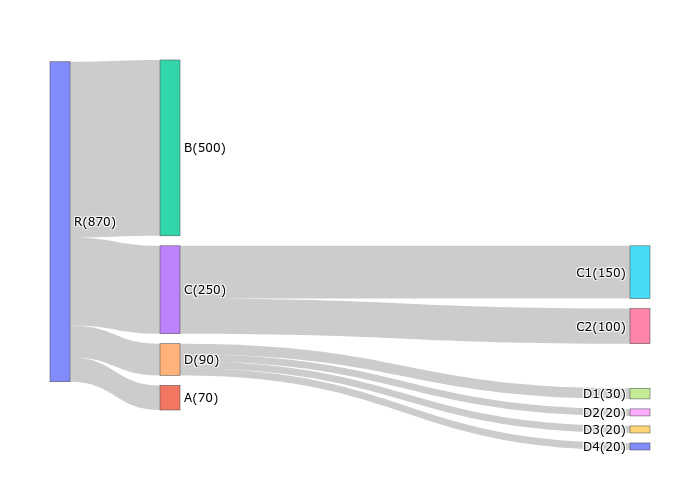 R(870)
B(500)
C(250)
D(90)
A(70)
C1(150)
C2(100)
D1(30)
D2(20)
D3(20)
D4(20)